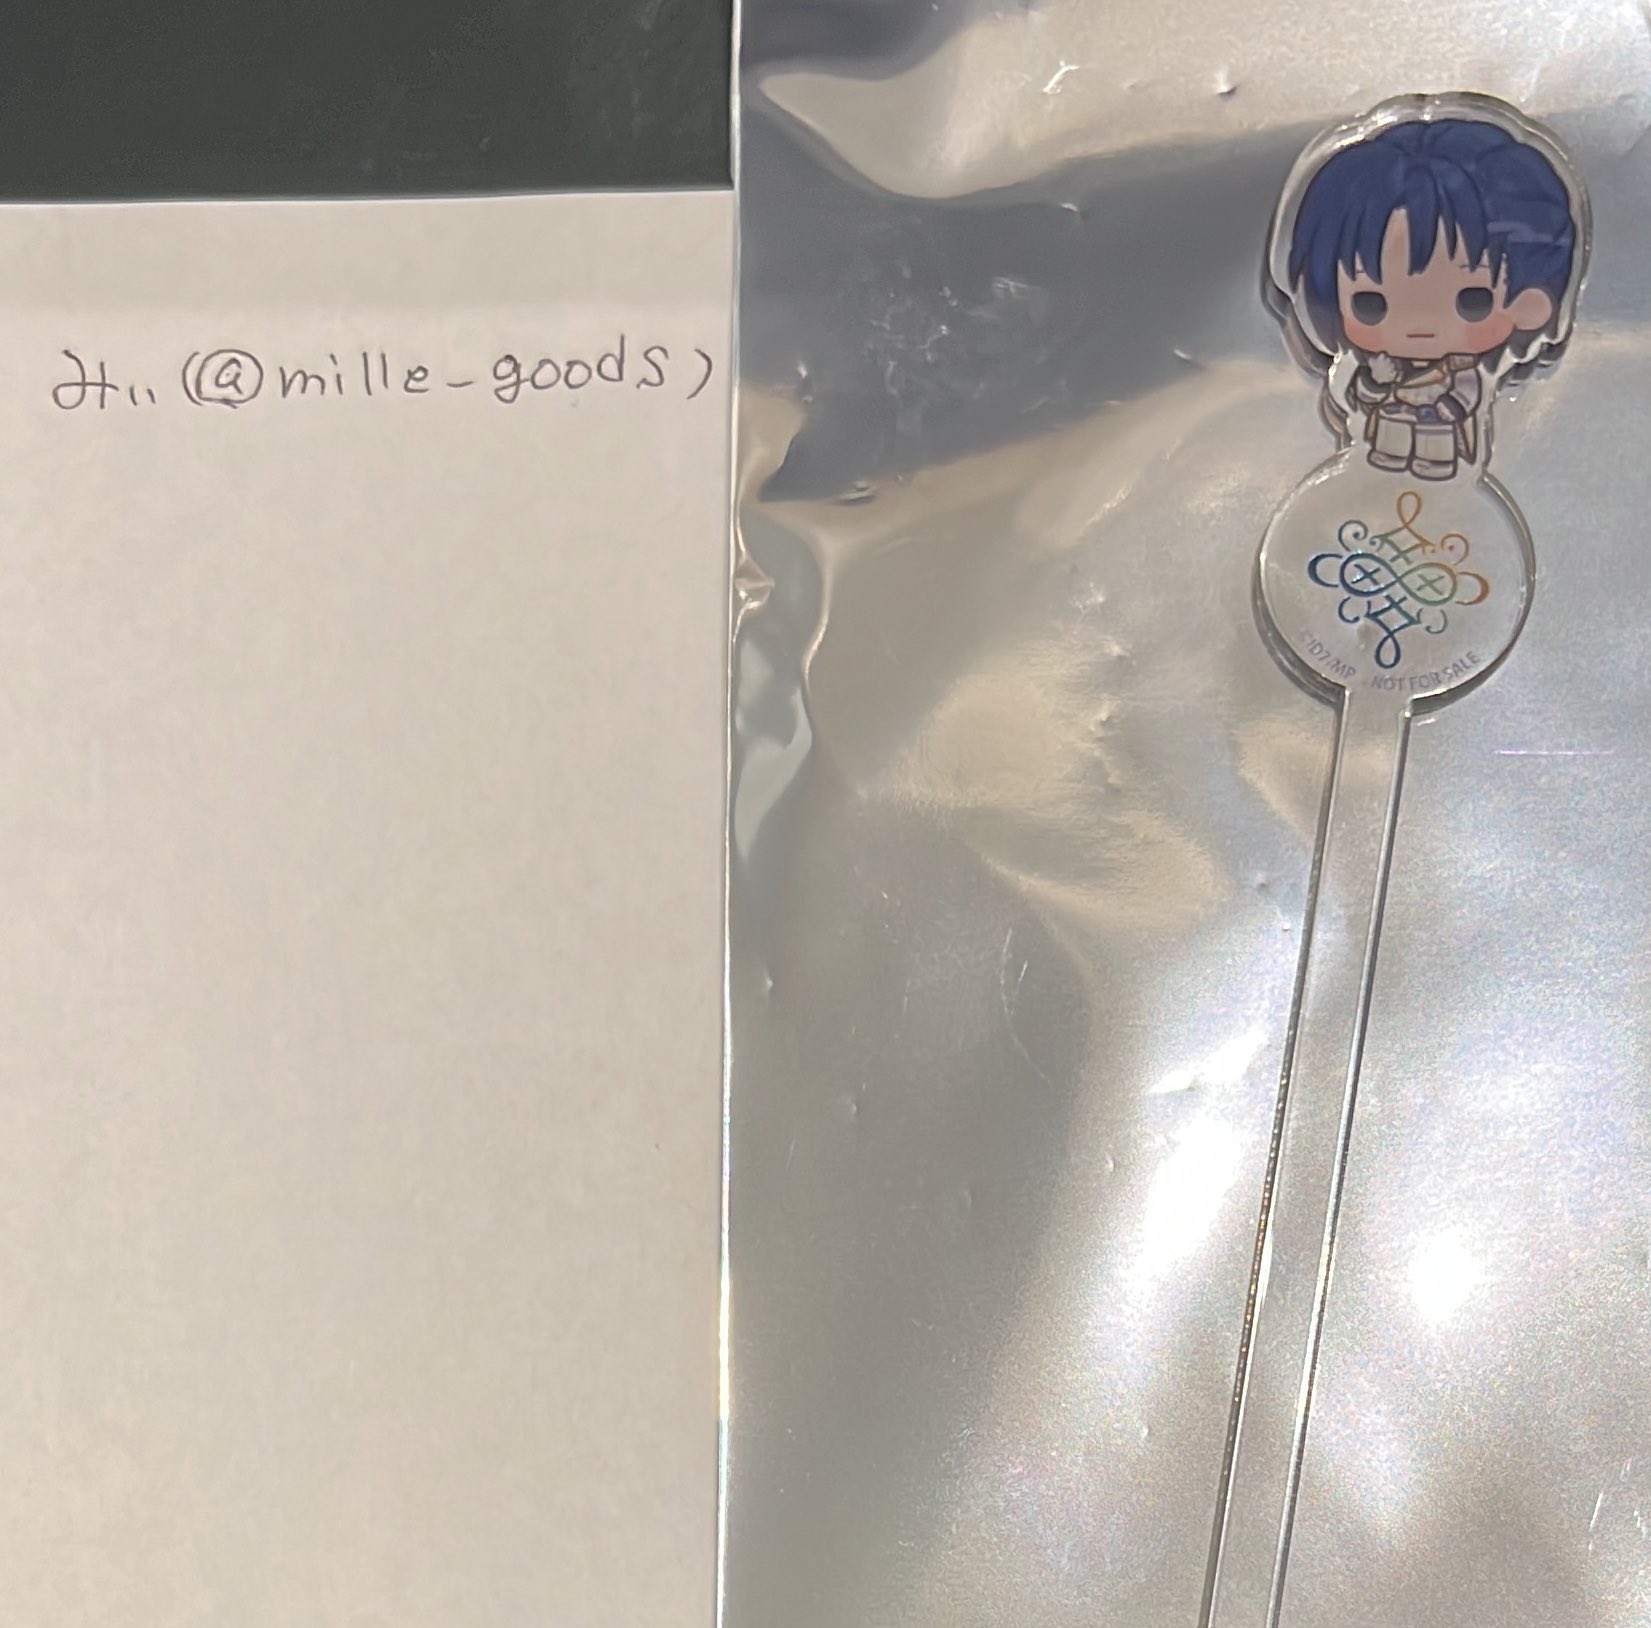 みぃ(@mille_goods)
©ID7/MP NOT FOR SALE